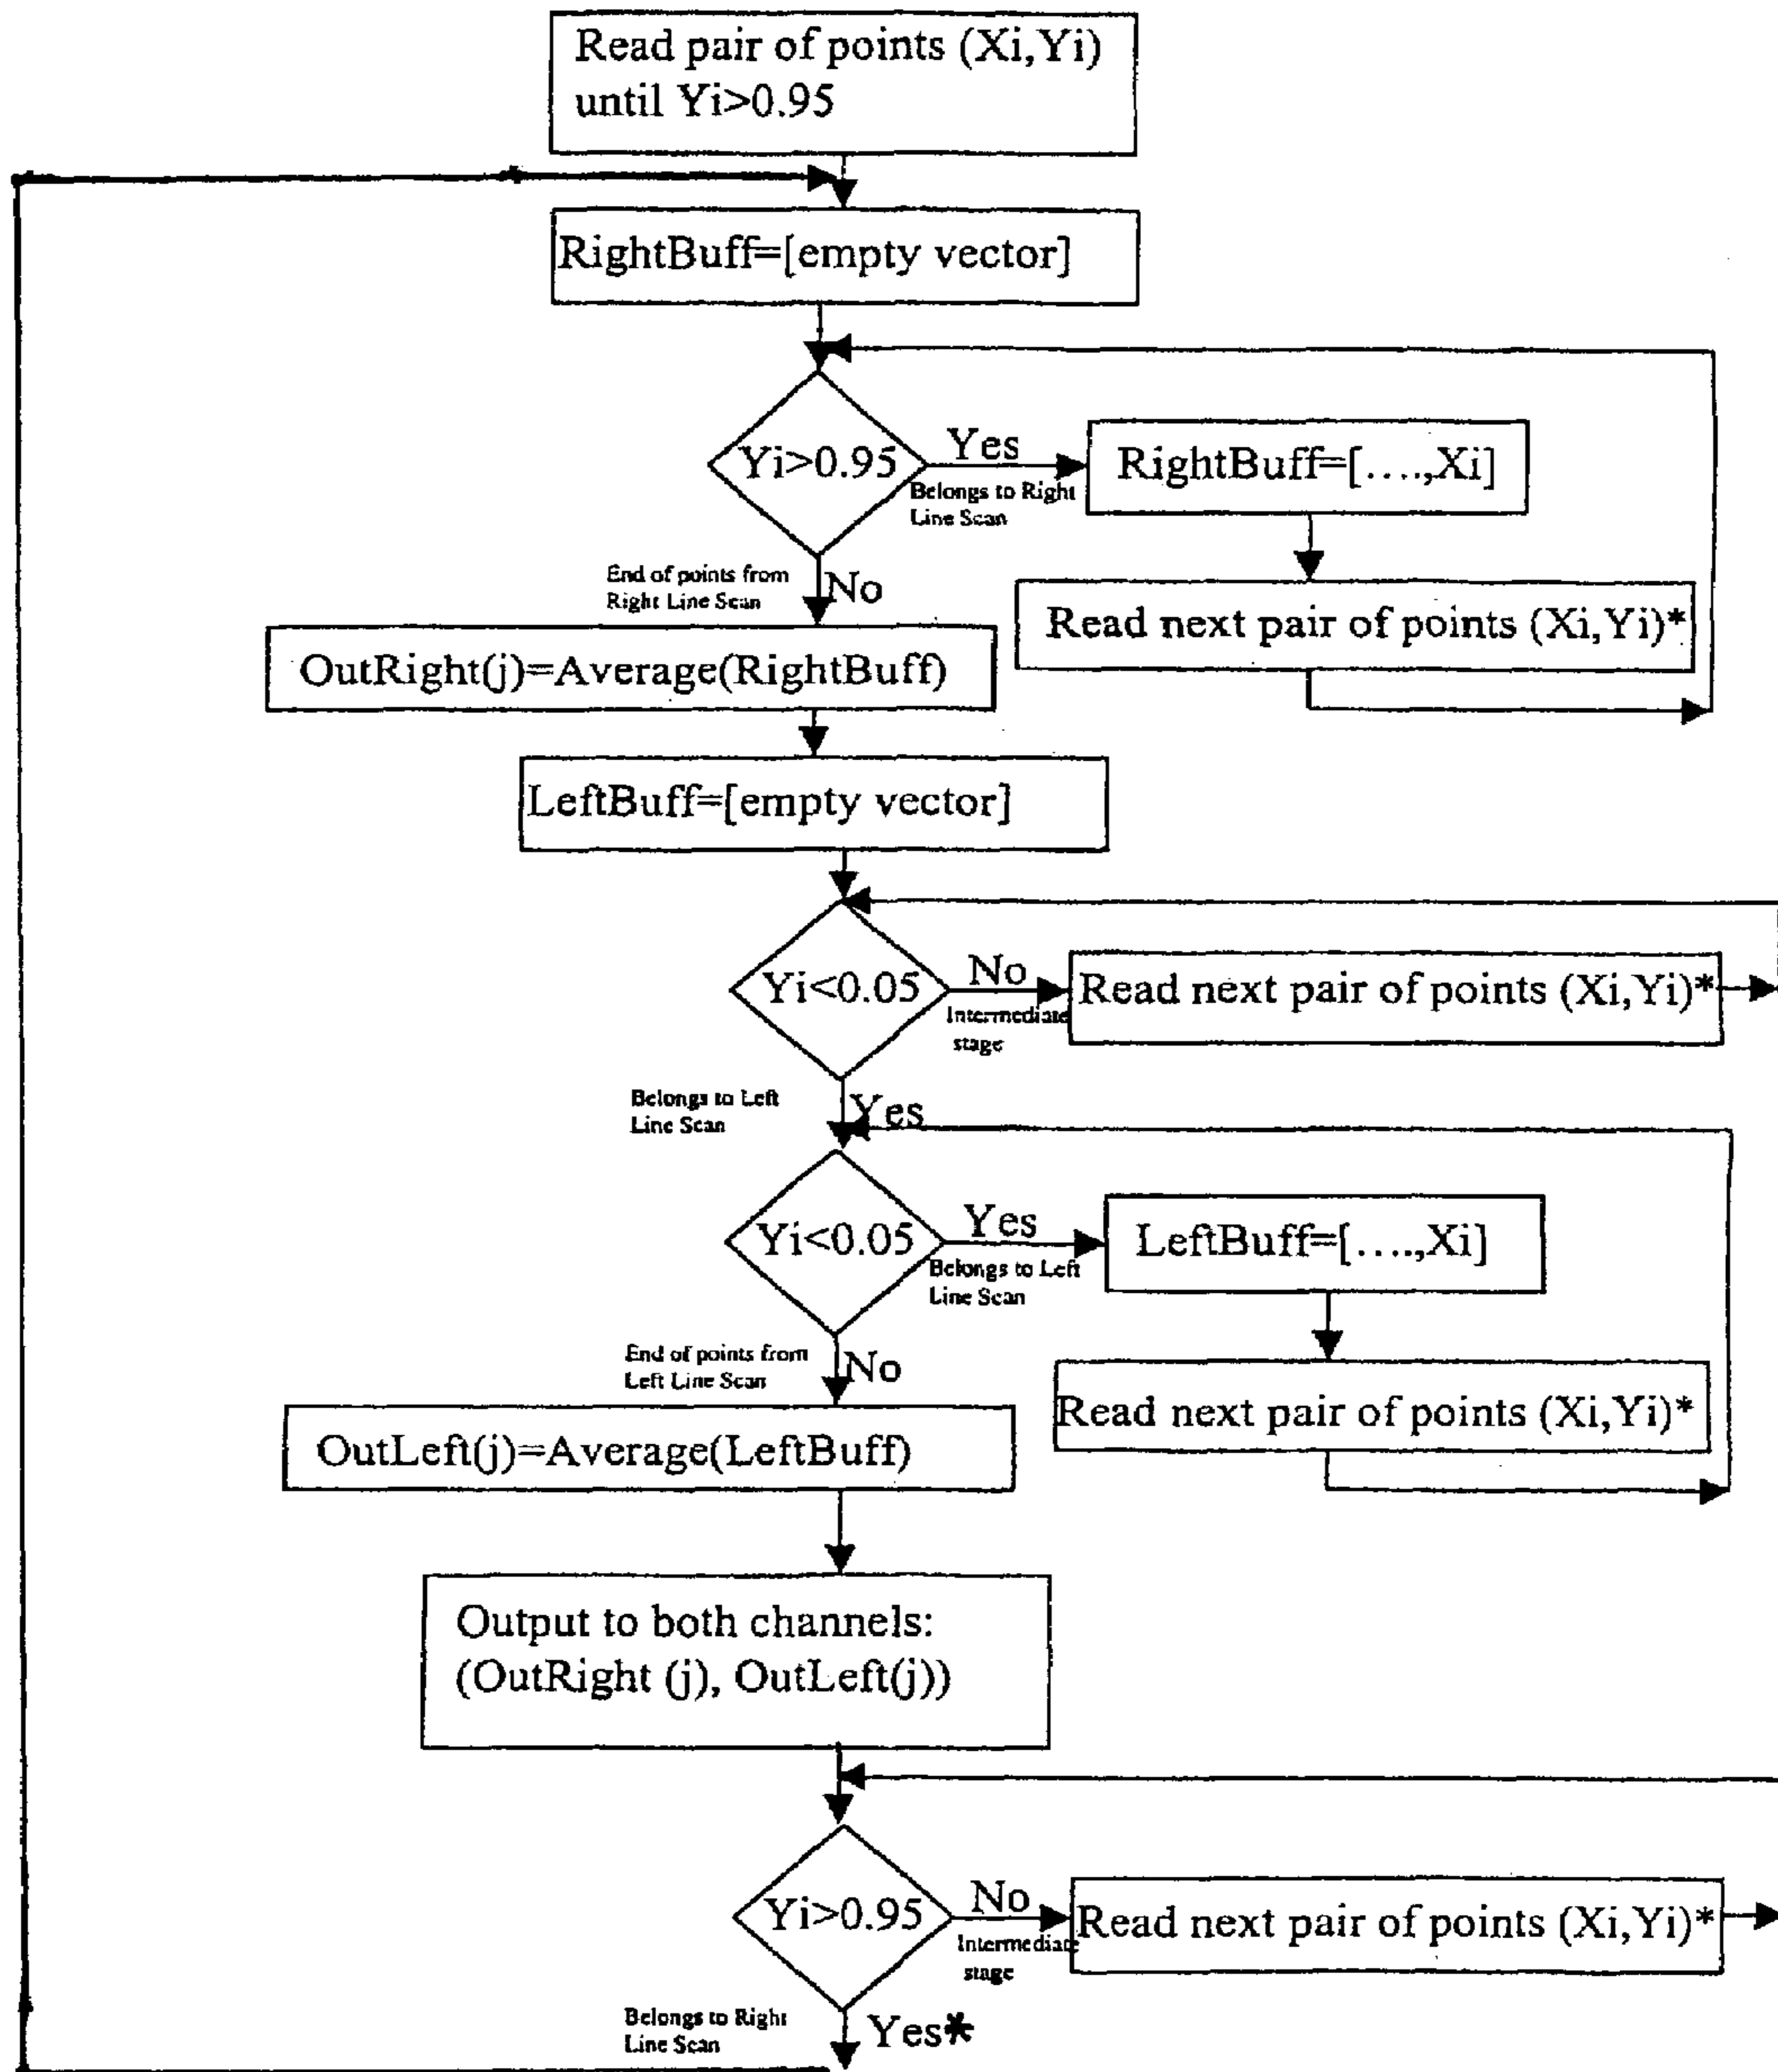 Read pair of points (Xi,Yi)
until Yi>0.95
RightBuff=[empty vector]
Yi>0.95
Yes
Belongs to Right
Line Scan
RightBuff=[....,Xi]
Read next pair of points (Xi,Yi)*
End of points from
Right Line Scan
No
OutRight(j)=Average(RightBuff)
LeftBuff=[empty vector]
Yi<0.05
No
Intermediate
stage
Read next pair of points (Xi,Yi)*
Belongs to Left
Line Scan
Yes
Yi<0.05
Yes
Belongs to Left
Line Scan
LeftBuff=[....,Xi]
Read next pair of points (Xi,Yi)*
End of points from
Left Line Scan
No
OutLeft(j)=Average(LeftBuff)
Output to both channels:
(OutRight (j), OutLeft(j))
Yi>0.95
No
Intermediate
stage
Read next pair of points (Xi,Yi)*
Belongs to Right
Line Scan
Yes*